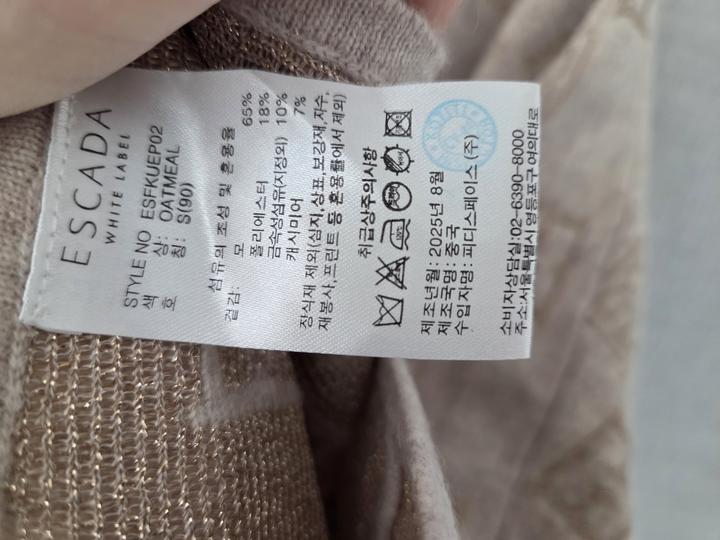 ESCADA
WHITE LABEL
STYLE NO ESFKUEP02
색 상: OATMEAL
호 칭: S(90)
섬유의 조성 및 혼용율
겉감: 모 65%
폴리에스터 18%
금속성섬유(지정외) 10%
캐시미어 7%
장식재 제외(심지,상표,보강재,자수,
재봉사,프린트 등 혼용률에서 제외)
취급상주의사항
제조년월: 2025년 8월
제조국명: 중국
수입자명: 피디스페이스 (주)
소비자상담실:02-6390-8000
주소:서울특별시 영등포구 여의대로